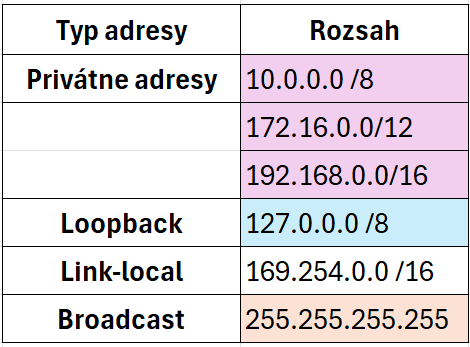 Typ adresy Rozsah
Privátne adresy 10.0.0.0 /8
172.16.0.0/12
192.168.0.0/16
Loopback 127.0.0.0 /8
Link-local 169.254.0.0 /16
Broadcast 255.255.255.255